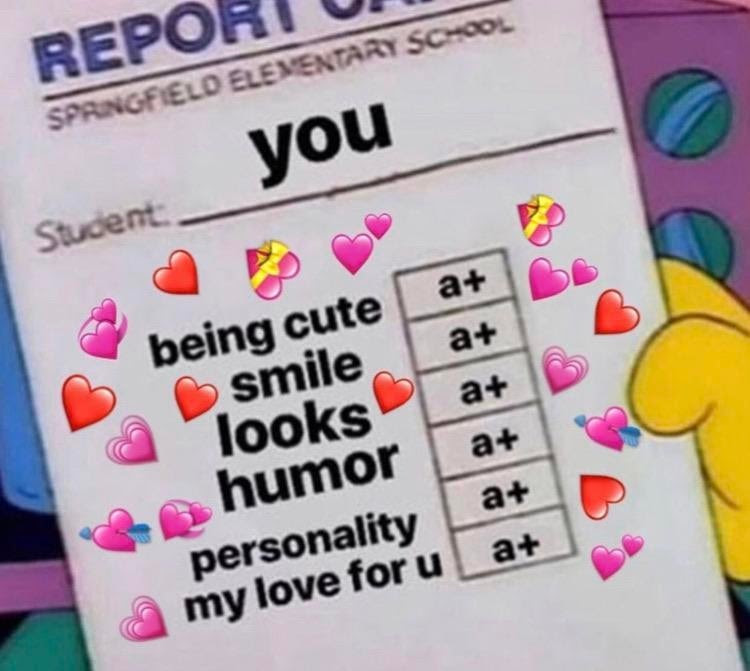 REPORT
SPRINGFIELD ELEMENTARY SCHOOL
you
Student:
being cute a+
smile a+
looks a+
humor a+
personality a+
my love for u a+